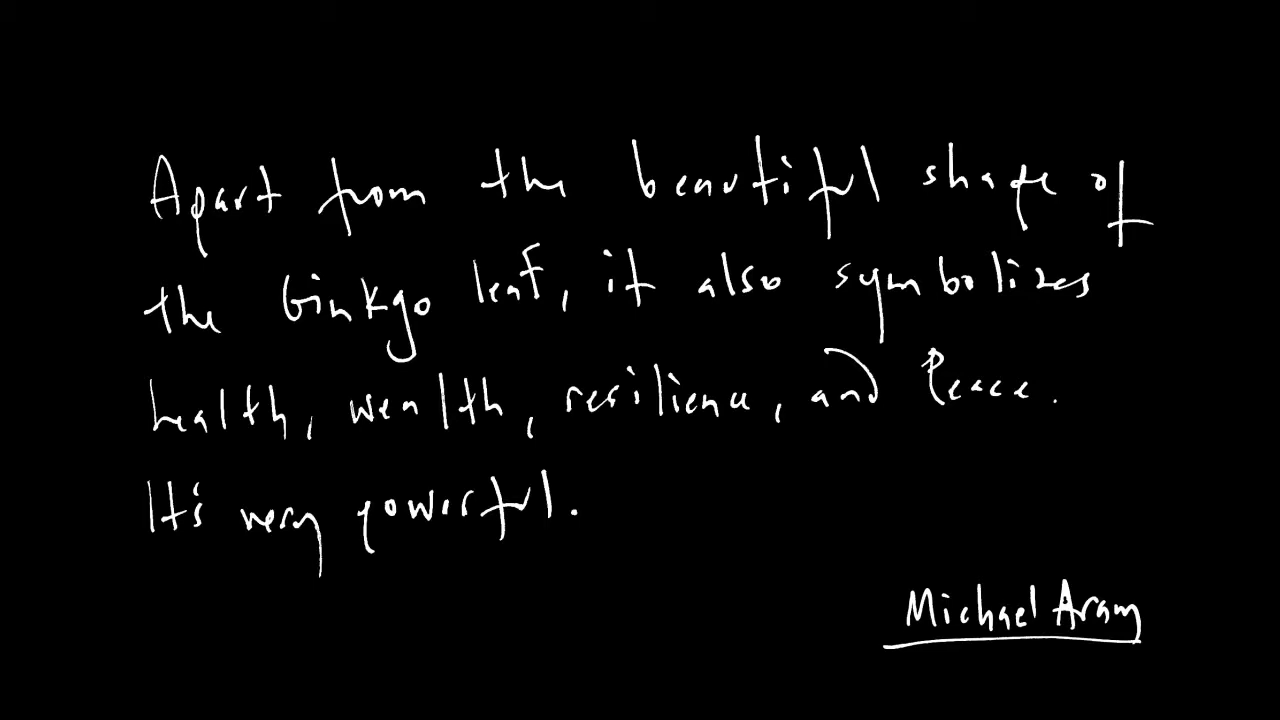 Apart from the beautiful shape of
the Ginkgo leaf, it also symbolizes
health, wealth, resilience, and Peace.
It's very powerful.
Michael Aram